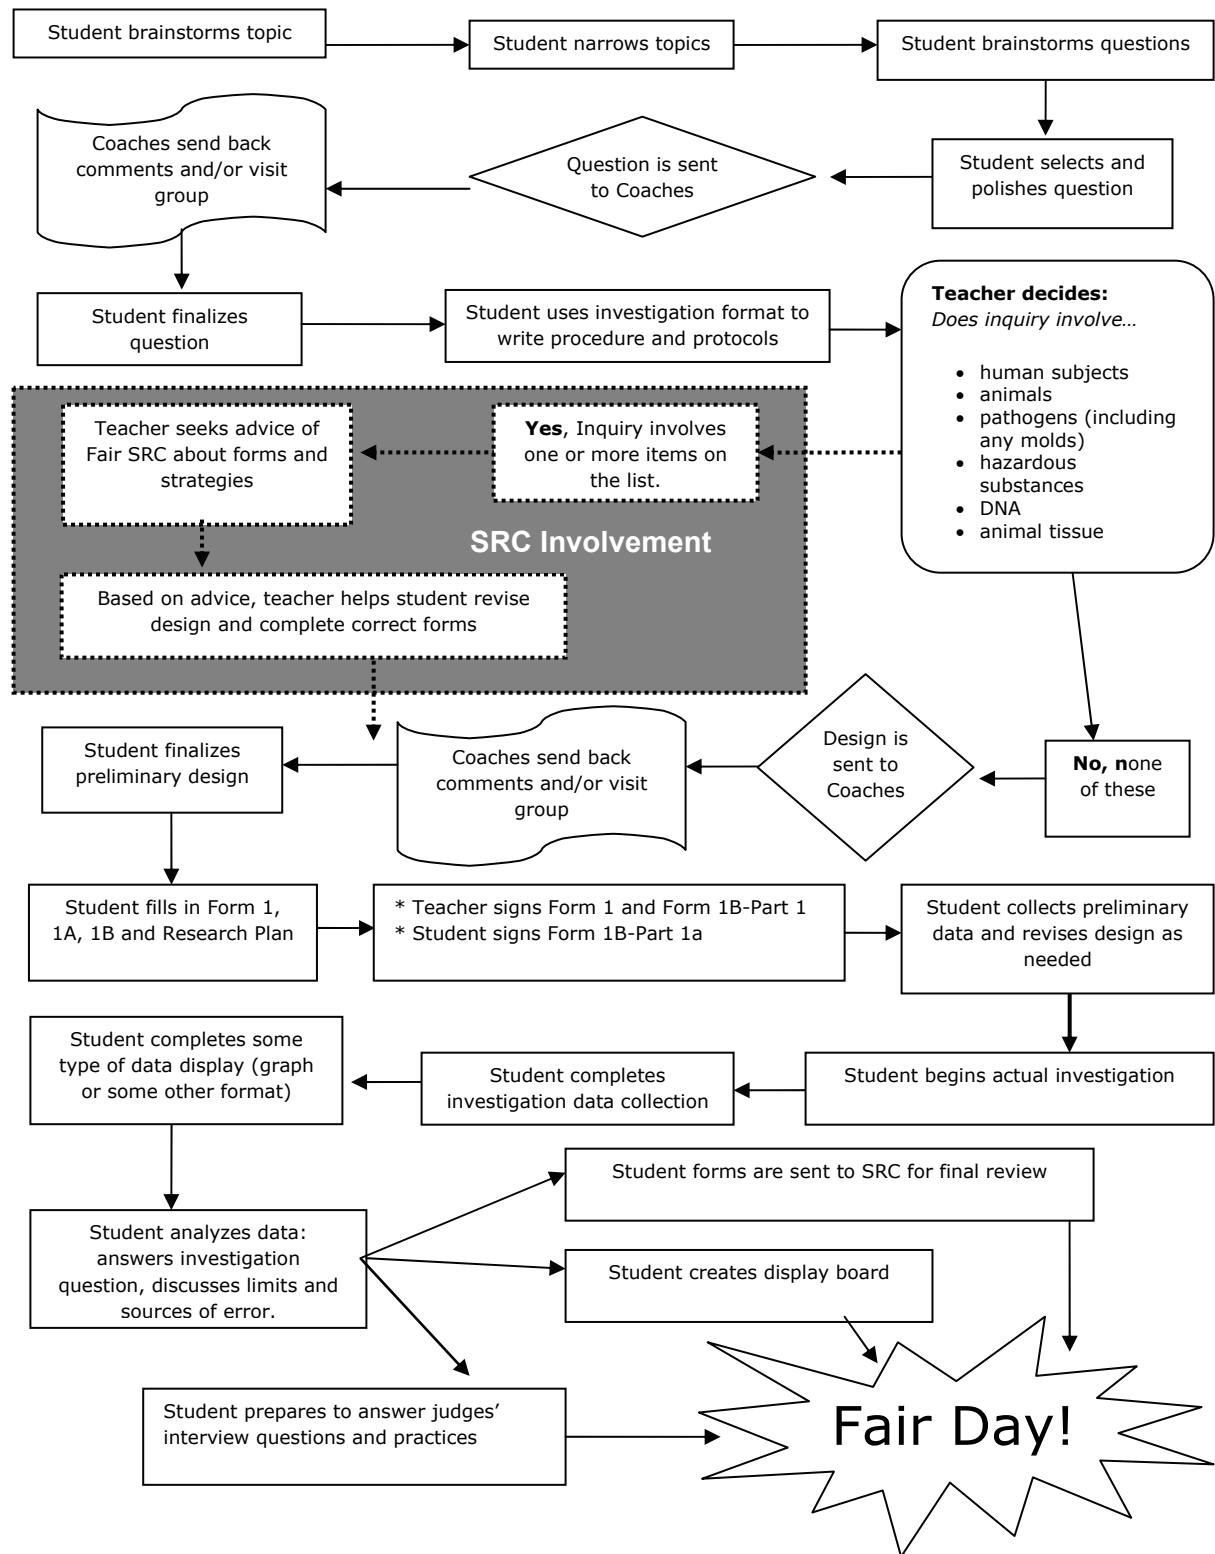 Student brainstorms topic
Student narrows topics
Student brainstorms questions
Student selects and
polishes question
Question is sent
to Coaches
Coaches send back
comments and/or visit
group
Student finalizes
question
Student uses investigation format to
write procedure and protocols
Teacher decides:
Does inquiry involve…
• human subjects
• animals
• pathogens (including
any molds)
• hazardous
substances
• DNA
• animal tissue
Yes, Inquiry involves
one or more items on
the list.
Teacher seeks advice of
Fair SRC about forms and
strategies
SRC Involvement
Based on advice, teacher helps student revise
design and complete correct forms
No, none
of these
Design is
sent to
Coaches
Coaches send back
comments and/or visit
group
Student finalizes
preliminary design
Student fills in Form 1,
1A, 1B and Research Plan
* Teacher signs Form 1 and Form 1B-Part 1
* Student signs Form 1B-Part 1a
Student collects preliminary
data and revises design as
needed
Student begins actual investigation
Student completes
investigation data collection
Student completes some
type of data display (graph
or some other format)
Student analyzes data:
answers investigation
question, discusses limits and
sources of error.
Student forms are sent to SRC for final review
Student creates display board
Student prepares to answer judges’
interview questions and practices
Fair Day!